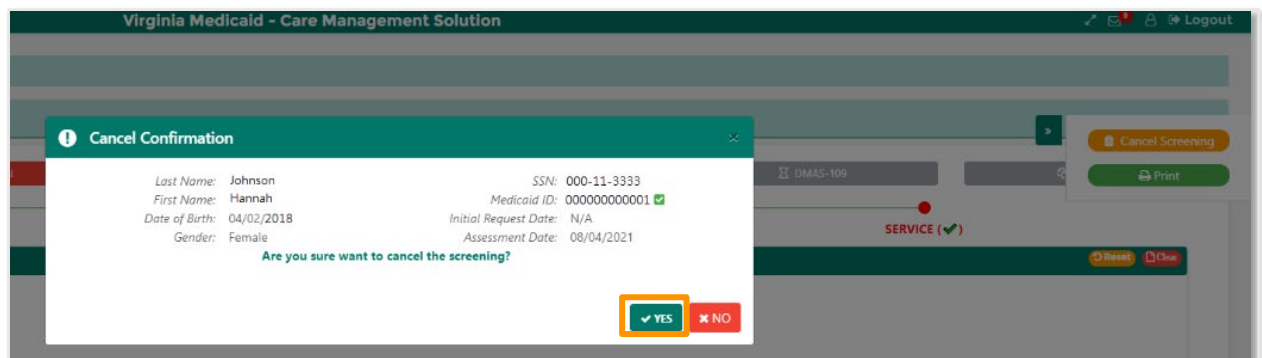 Virginia Medicaid - Care Management Solution
0 Logout
Cancel Confirmation ×
Cancel Screening
Print
DMAS-109
Last Name: Johnson SSN: 000-11-3333
First Name: Hannah Medicaid ID: 000000000001
Date of Birth: 04/02/2018 Initial Request Date: N/A
Gender: Female Assessment Date: 08/04/2021
SERVICE (✔)
Are you sure want to cancel the screening?
Reset Clear
✔ YES ✖ NO